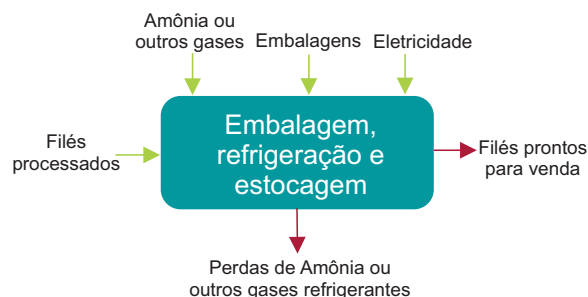 Amônia ou
outros gases
Embalagens
Eletricidade
Filés
processados
Embalagem,
refrigeração e
estocagem
Filés prontos
para venda
Perdas de Amônia ou
outros gases refrigerantes